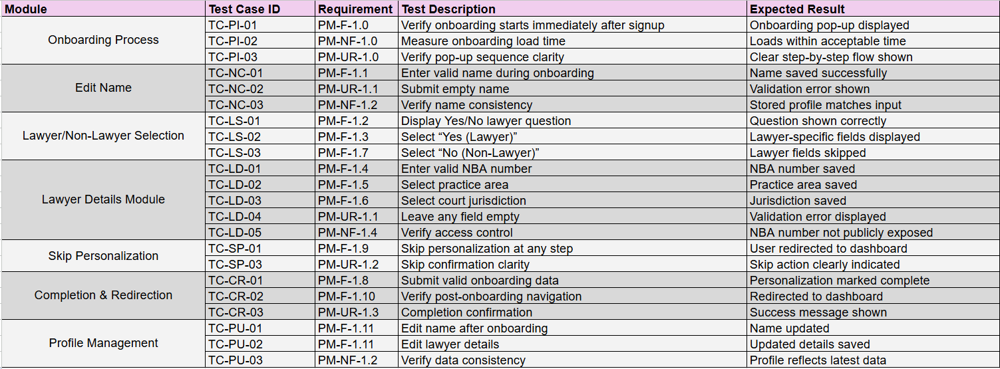 Module Test Case ID Requirement Test Description Expected Result
Onboarding Process
TC-PI-01 PM-F-1.0 Verify onboarding starts immediately after signup Onboarding pop-up displayed
TC-PI-02 PM-NF-1.0 Measure onboarding load time Loads within acceptable time
TC-PI-03 PM-UR-1.0 Verify pop-up sequence clarity Clear step-by-step flow shown
Edit Name
TC-NC-01 PM-F-1.1 Enter valid name during onboarding Name saved successfully
TC-NC-02 PM-UR-1.1 Submit empty name Validation error shown
TC-NC-03 PM-NF-1.2 Verify name consistency Stored profile matches input
Lawyer/Non-Lawyer Selection
TC-LS-01 PM-F-1.2 Display Yes/No lawyer question Question shown correctly
TC-LS-02 PM-F-1.3 Select “Yes (Lawyer)” Lawyer-specific fields displayed
TC-LS-03 PM-F-1.7 Select “No (Non-Lawyer)” Lawyer fields skipped
Lawyer Details Module
TC-LD-01 PM-F-1.4 Enter valid NBA number NBA number saved
TC-LD-02 PM-F-1.5 Select practice area Practice area saved
TC-LD-03 PM-F-1.6 Select court jurisdiction Jurisdiction saved
TC-LD-04 PM-UR-1.1 Leave any field empty Validation error displayed
TC-LD-05 PM-NF-1.4 Verify access control NBA number not publicly exposed
Skip Personalization
TC-SP-01 PM-F-1.9 Skip personalization at any step User redirected to dashboard
TC-SP-03 PM-UR-1.2 Skip confirmation clarity Skip action clearly indicated
Completion & Redirection
TC-CR-01 PM-F-1.8 Submit valid onboarding data Personalization marked complete
TC-CR-02 PM-F-1.10 Verify post-onboarding navigation Redirected to dashboard
TC-CR-03 PM-UR-1.3 Completion confirmation Success message shown
Profile Management
TC-PU-01 PM-F-1.11 Edit name after onboarding Name updated
TC-PU-02 PM-F-1.11 Edit lawyer details Updated details saved
TC-PU-03 PM-NF-1.2 Verify data consistency Profile reflects latest data